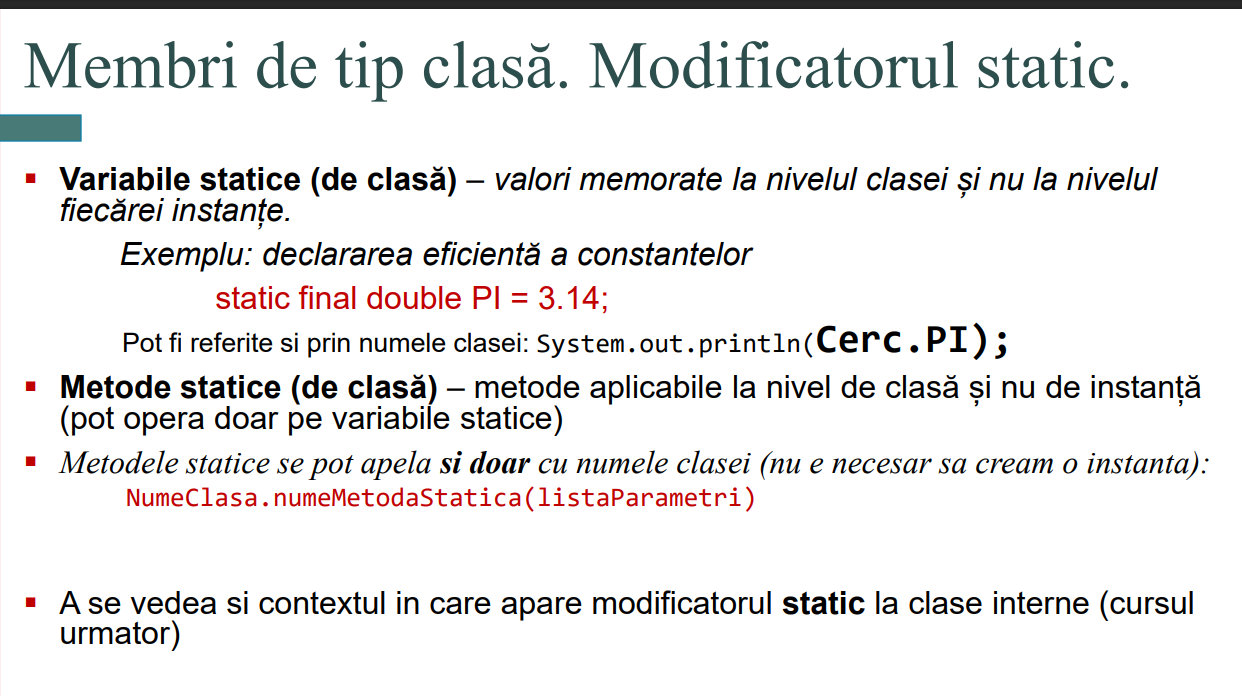 Membri de tip clasă. Modificatorul static.
▪ Variabile statice (de clasă) – valori memorate la nivelul clasei și nu la nivelul
fiecărei instanțe.
Exemplu: declararea eficientă a constantelor
static final double PI = 3.14;
Pot fi referite si prin numele clasei: System.out.println(Cerc.PI);
▪ Metode statice (de clasă) – metode aplicabile la nivel de clasă și nu de instanță
(pot opera doar pe variabile statice)
▪ Metodele statice se pot apela si doar cu numele clasei (nu e necesar sa cream o instanta):
NumeClasa.numeMetodaStatica(listaParametri)
▪ A se vedea si contextul in care apare modificatorul static la clase interne (cursul
urmator)